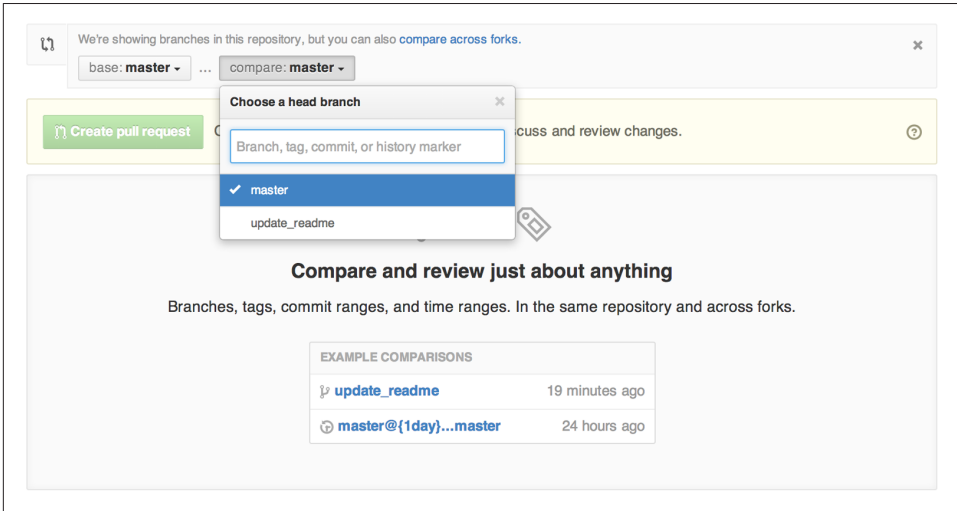 We're showing branches in this repository, but you can also compare across forks.
base: master ... compare: master
Choose a head branch
Create pull request
cuss and review changes.
Branch, tag, commit, or history marker
master
update_readme
Compare and review just about anything
Branches, tags, commit ranges, and time ranges. In the same repository and across forks.
EXAMPLE COMPARISONS
update_readme 19 minutes ago
master@{1day}...master 24 hours ago